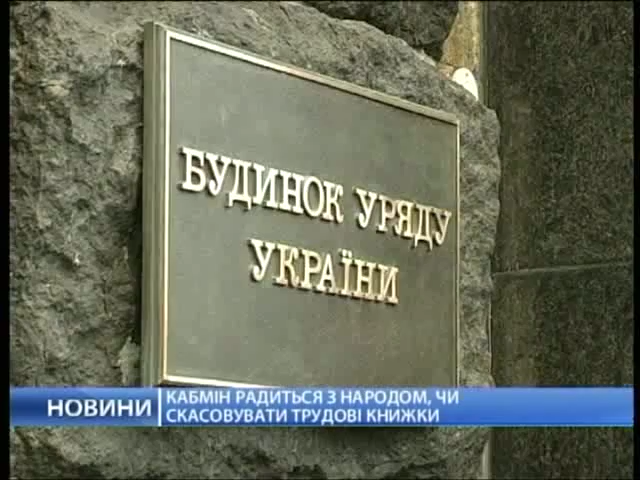 БУДИНОК УРЯДУ
УКРАЇНИ
НОВИНИ
КАБМІН РАДИТЬСЯ З НАРОДОМ, ЧИ
СКАСОВУВАТИ ТРУДОВІ КНИЖКИ